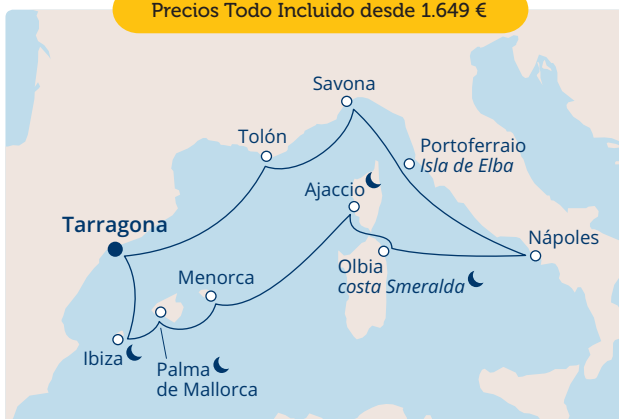 Precios Todo Incluido desde 1.649 €
Savona
Tolón
Portoferraio
Isla de Elba
Ajaccio
Tarragona
Nápoles
Olbia
costa Smeralda
Menorca
Ibiza
Palma
de Mallorca